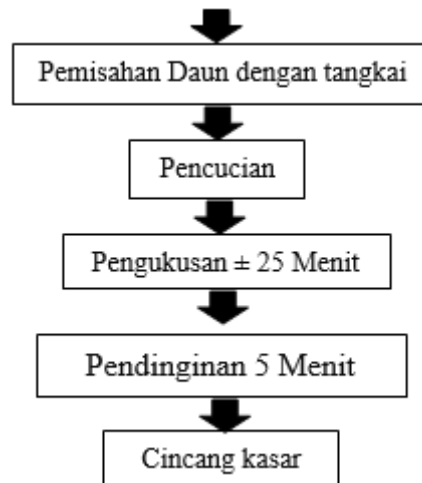 Pemisahan Daun dengan tangkai
Pencucian
Pengukusan ± 25 Menit
Pendinginan 5 Menit
Cincang kasar